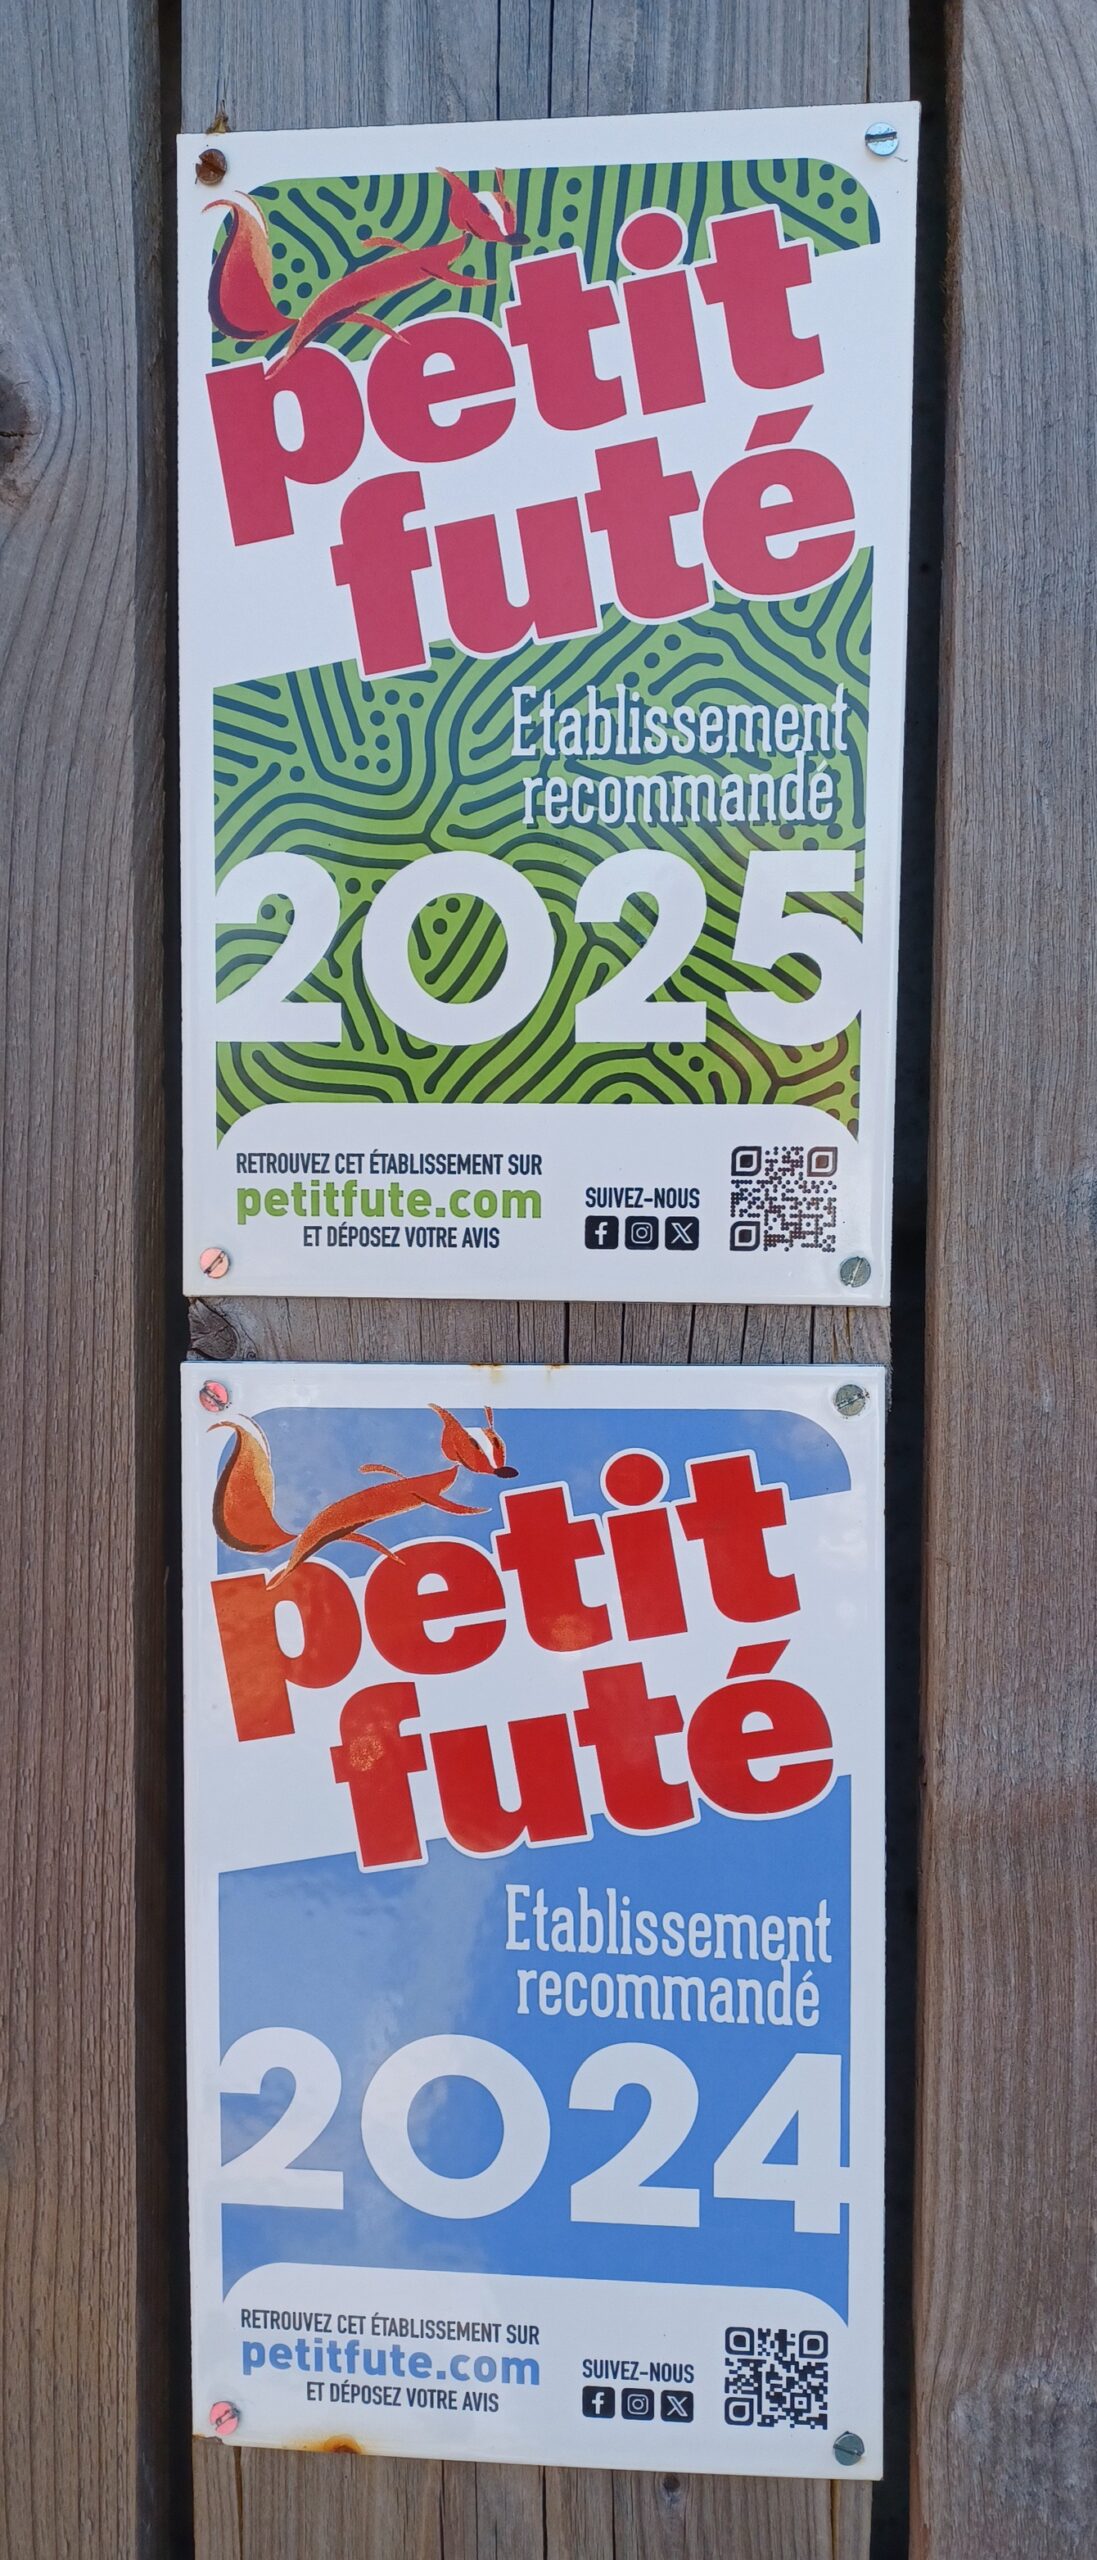 petit
futé
Etablissement
recommandé
2025
RETROUVEZ CET ÉTABLISSEMENT SUR
petitfute.com
ET DÉPOSEZ VOTRE AVIS
SUIVEZ-NOUS
petit
futé
Etablissement
recommandé
2024
RETROUVEZ CET ÉTABLISSEMENT SUR
petitfute.com
ET DÉPOSEZ VOTRE AVIS
SUIVEZ-NOUS